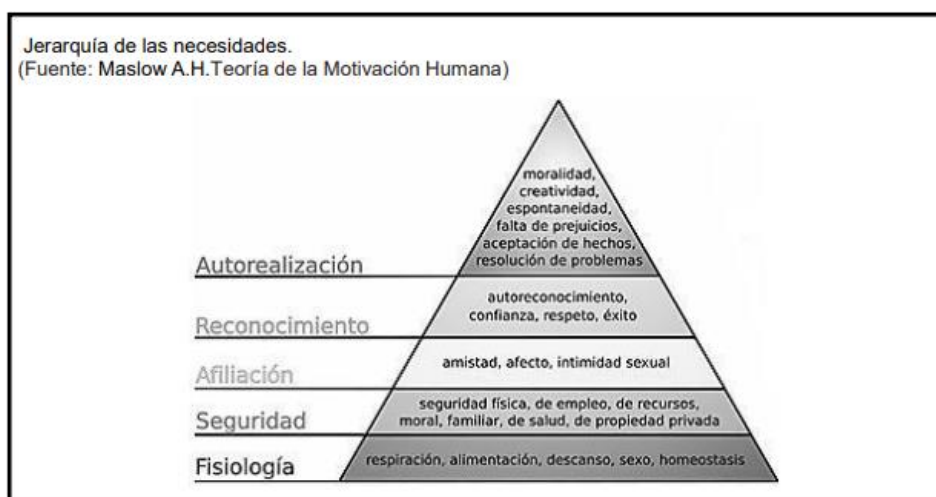 Jerarquía de las necesidades.
(Fuente: Maslow A.H.Teoría de la Motivación Humana)
moralidad,
creatividad,
espontaneidad,
falta de prejuicios,
aceptación de hechos,
resolución de problemas
Autorealización
autoreconocimiento,
confianza, respeto, éxito
Reconocimiento
amistad, afecto, intimidad sexual
Afiliación
seguridad física, de empleo, de recursos,
moral, familiar, de salud, de propiedad privada
Seguridad
respiración, alimentación, descanso, sexo, homeostasis
Fisiología